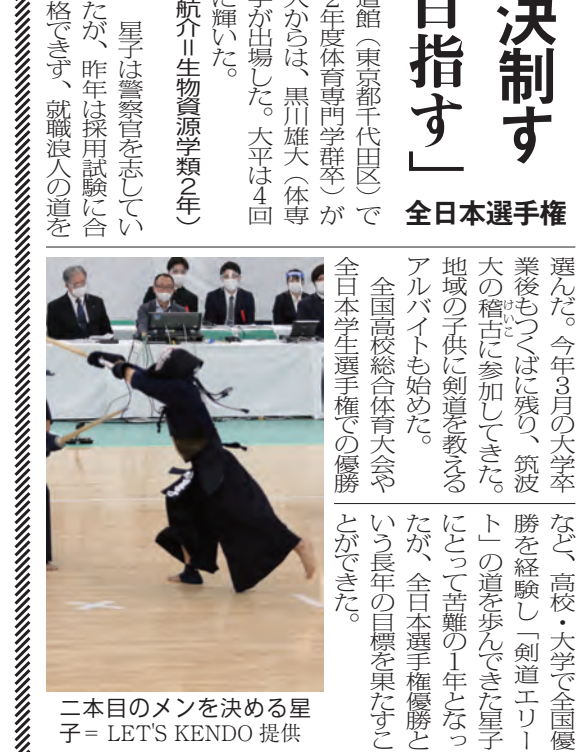 決制す
目指す」
全日本選手権
道館(東京都千代田区)で
2年度体育専門学群卒)が
大からは、黒川雄大(体専
手が出場した。大平は4回
に輝いた。
航介=生物資源学類2年)
星子は警察官を志してい
たが、昨年は採用試験に合
格できず、就職浪人の道を
選んだ。今年3月の大学卒
業後もつくばに残り、筑波
大の稽古に参加してきた。
けいこ
地域の子供に剣道を教える
アルバイトも始めた。
全国高校総合体育大会や
全日本学生選手権での優勝
など、高校・大学で全国優
勝を経験し「剣道エリー
ト」の道を歩んできた星子
にとって苦難の1年となっ
たが、全日本選手権優勝と
いう長年の目標を果たすこ
とができた。
二本目のメンを決める星
子= LET'S KENDO 提供